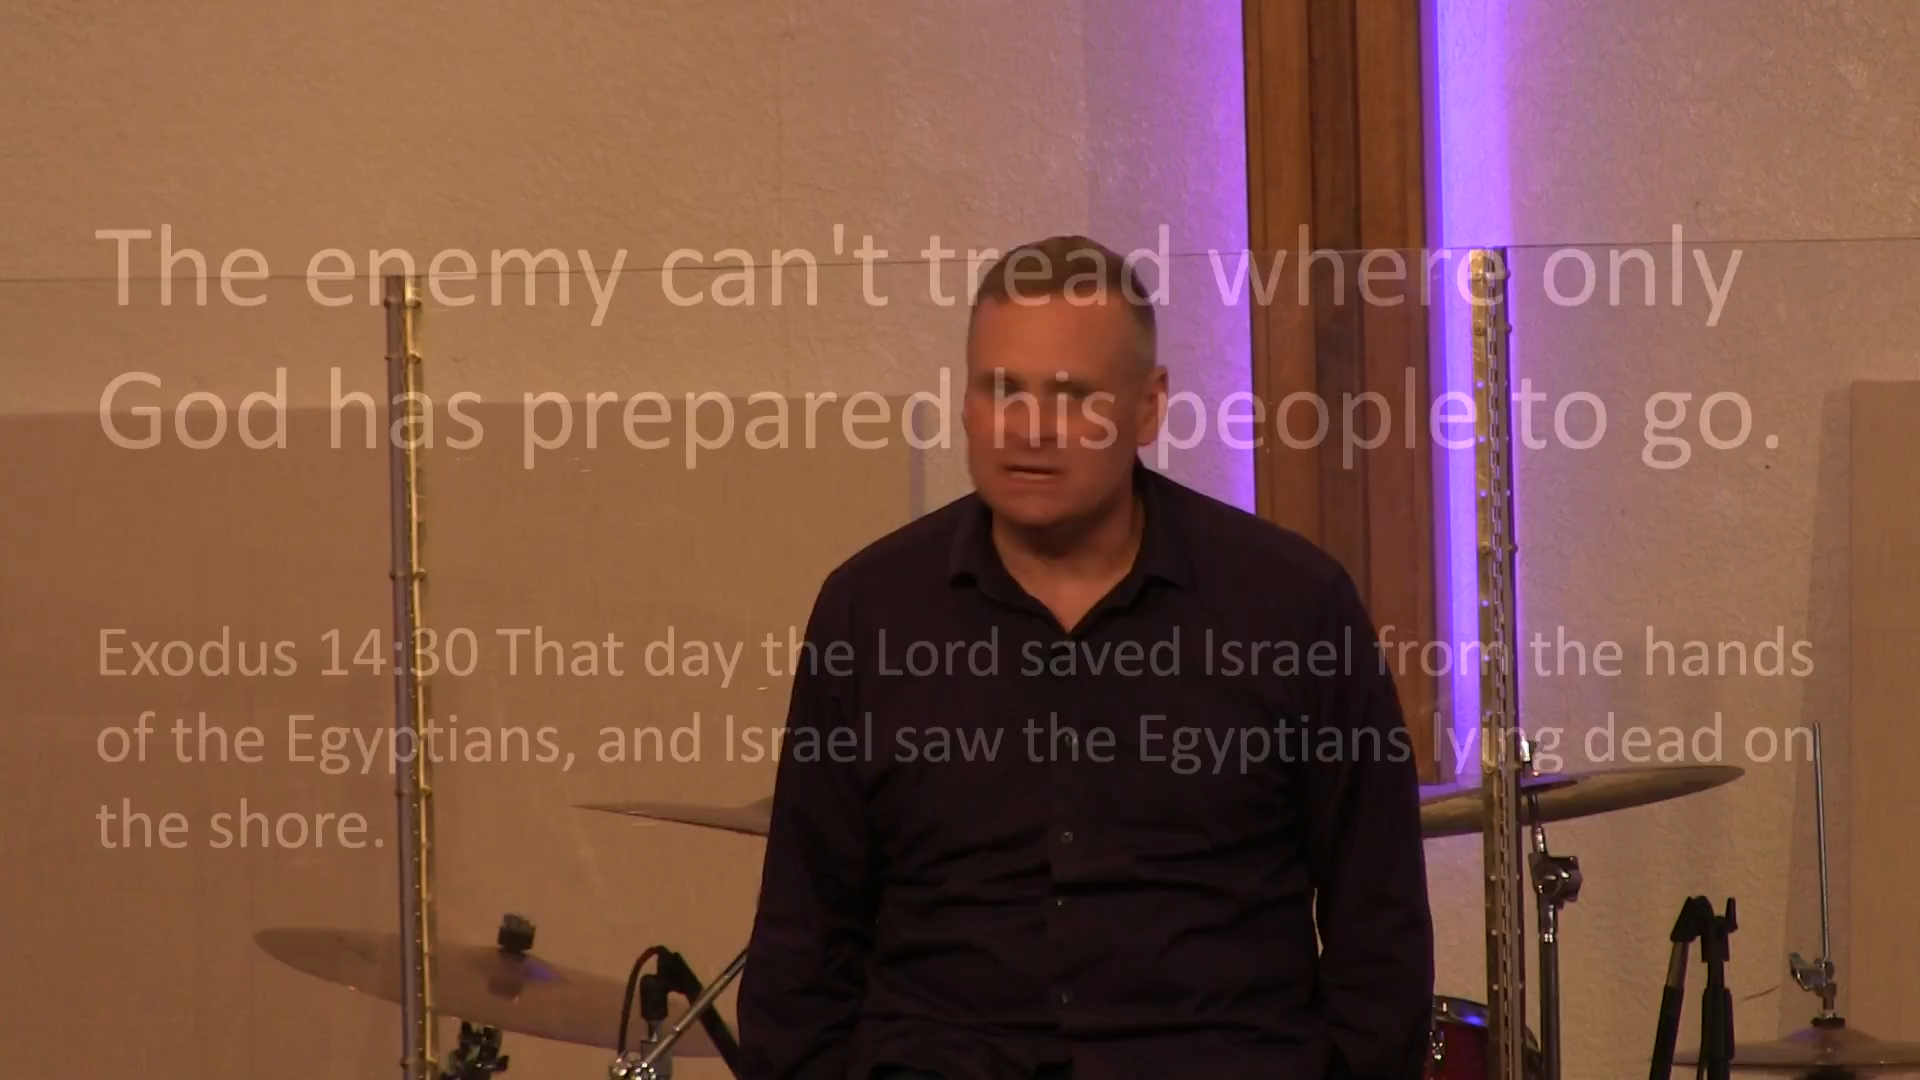 The enemy can't tread where only
God has prepared his people to go.
Exodus 14:30 That day the Lord saved Israel from the hands
of the Egyptians, and Israel saw the Egyptians lying dead on
the shore.